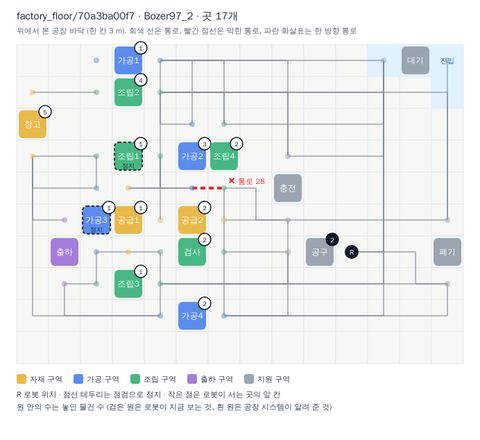 factory_floor/70a3ba00f7 · Bozer97_2 · 곳 17개
위에서 본 공장 바닥 (한 칸 3 m). 회색 선은 통로, 빨간 점선은 막힌 통로, 파란 화살표는 한 방향 통로
가공1 1
대기
진입
조립2 4
창고 5
조립1 1
정지
가공2 3
조립4 2
✕ 통로 28
충전
가공3 1
정지
공급1 1
공급2 2
출하
검사 2
공구 2
R
폐기
조립3 1
가공4 2
자재 구역
가공 구역
조립 구역
출하 구역
지원 구역
R 로봇 위치 · 점선 테두리는 점검으로 정지 · 작은 점은 로봇이 서는 곳의 앞 칸
원 안의 수는 놓인 물건 수 (검은 원은 로봇이 지금 보는 것, 흰 원은 공장 시스템이 알려 준 것)